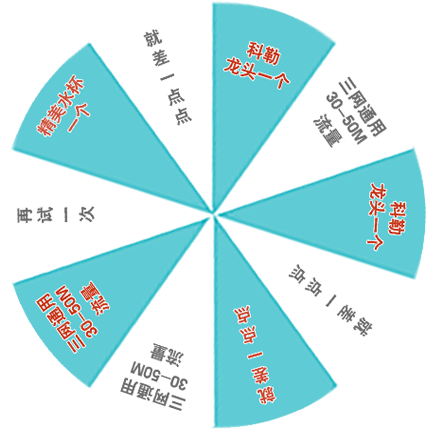 科勒
龙头一个
三网通用
30-50M
流量
科勒
龙头一个
就差一点点
就差一点点
三网通用
30-50M
流量
三网通用
30-50M
流量
再试一次
精美水杯
一个
就差一点点